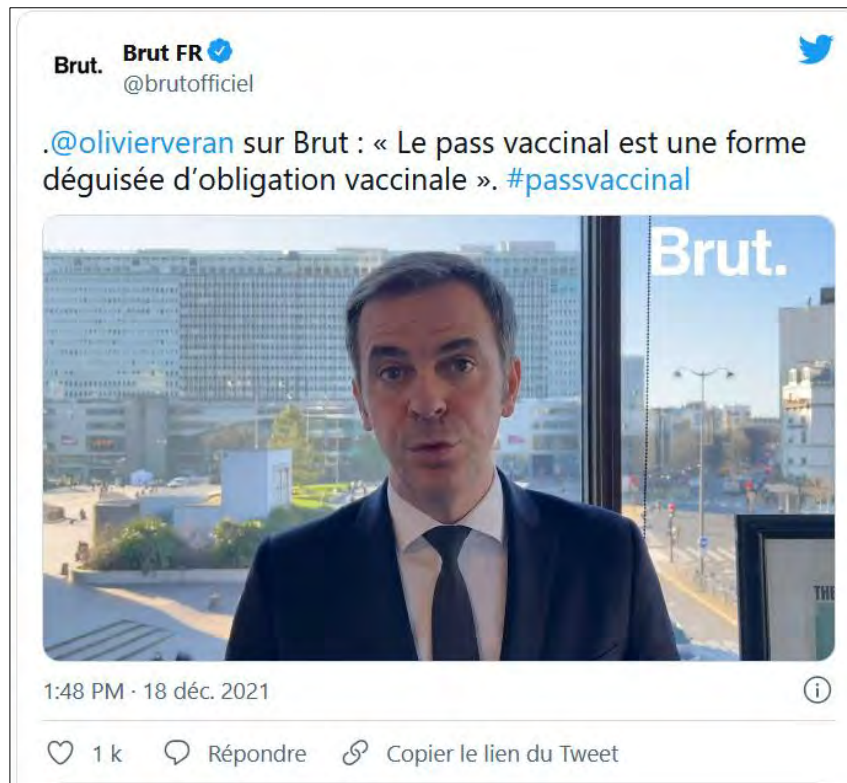 Brut.
Brut FR
@brutofficiel
.@olivierveran sur Brut : « Le pass vaccinal est une forme
déguisée d’obligation vaccinale ». #passvaccinal
Brut.
THE
1:48 PM · 18 déc. 2021
1 k Répondre Copier le lien du Tweet